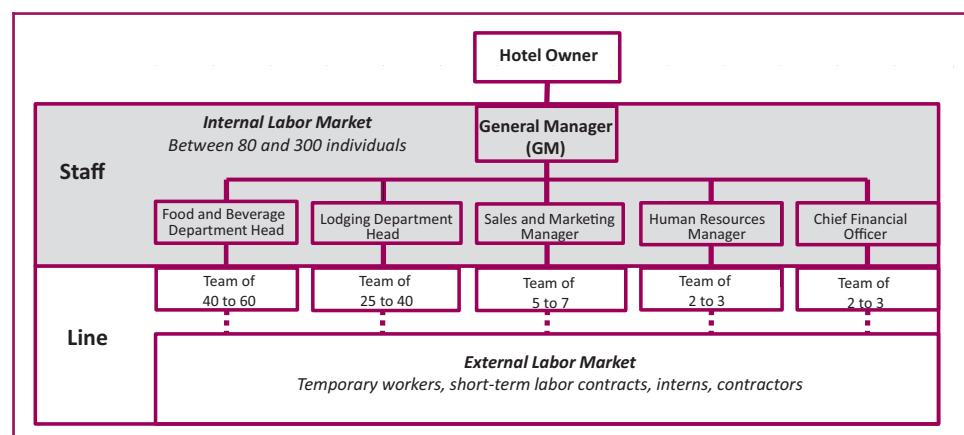 Hotel Owner
Internal Labor Market
Between 80 and 300 individuals
General Manager
(GM)
Staff
Food and Beverage
Department Head
Lodging Department
Head
Sales and Marketing
Manager
Human Resources
Manager
Chief Financial
Officer
Team of
40 to 60
Team of
25 to 40
Team of
5 to 7
Team of
2 to 3
Team of
2 to 3
Line
External Labor Market
Temporary workers, short-term labor contracts, interns, contractors